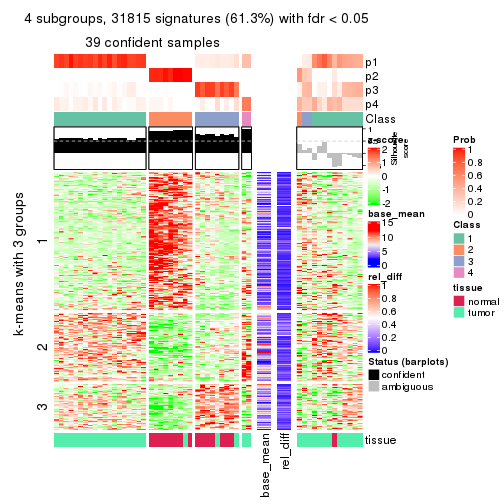 4 subgroups, 31815 signatures (61.3%) with fdr < 0.05
39 confident samples
p1
p2
p3
p4
Class
1
Silhouette score
k-means with 3 groups
1
2
3
tissue
base_mean
rel_diff
z-score
2
1
0
-1
-2
base_mean
15
10
5
0
rel_diff
1
0.8
0.6
0.4
0.2
0
Status (barplots)
confident
ambiguous
Prob
1
0.8
0.6
0.4
0.2
0
Class
1
2
3
4
tissue
normal
tumor